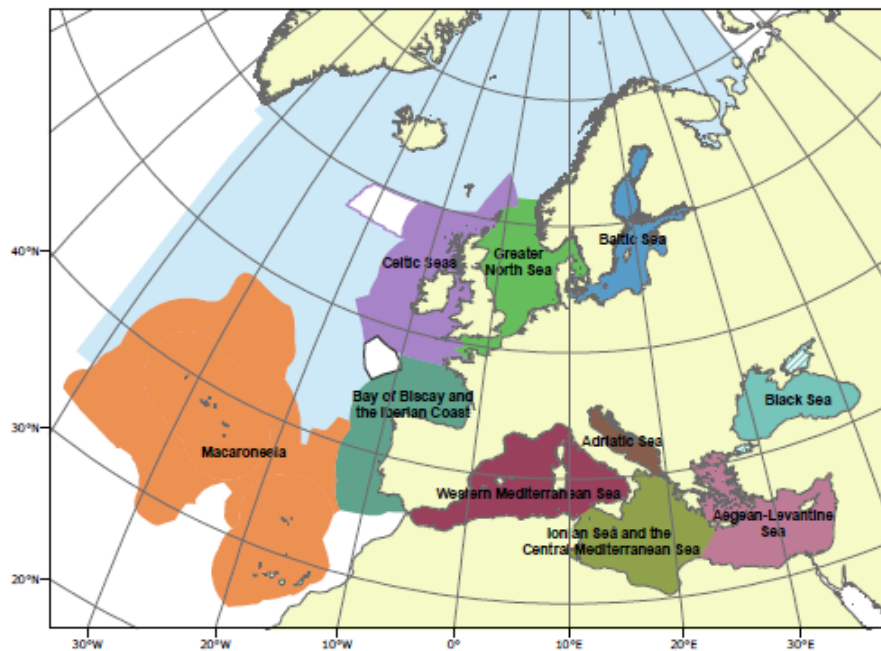 40°N
30°N
20°N
Celtic Seas
Greater
North Sea
Baltic Sea
Bay of Biscay and
the Iberian Coast
Black Sea
Macaronesia
Adriatic Sea
Western Mediterranean Sea
Aegean-Levantine
Sea
Ionian Sea and the
Central Mediterranean Sea
30°W
20°W
10°W
0°
10°E
20°E
30°E